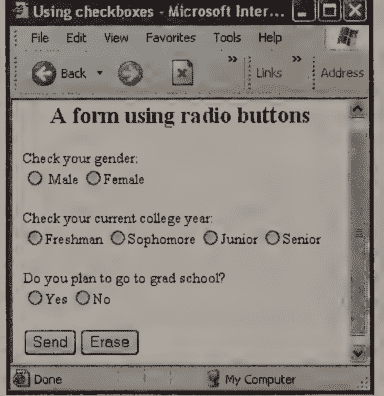 Using checkboxes - Microsoft Inter...
File Edit View Favorites Tools Help
Back » Links » Address
A form using radio buttons
Check your gender:
Male Female
Check your current college year:
Freshman Sophomore Junior Senior
Do you plan to go to grad school?
Yes No
Send Erase
Done My Computer